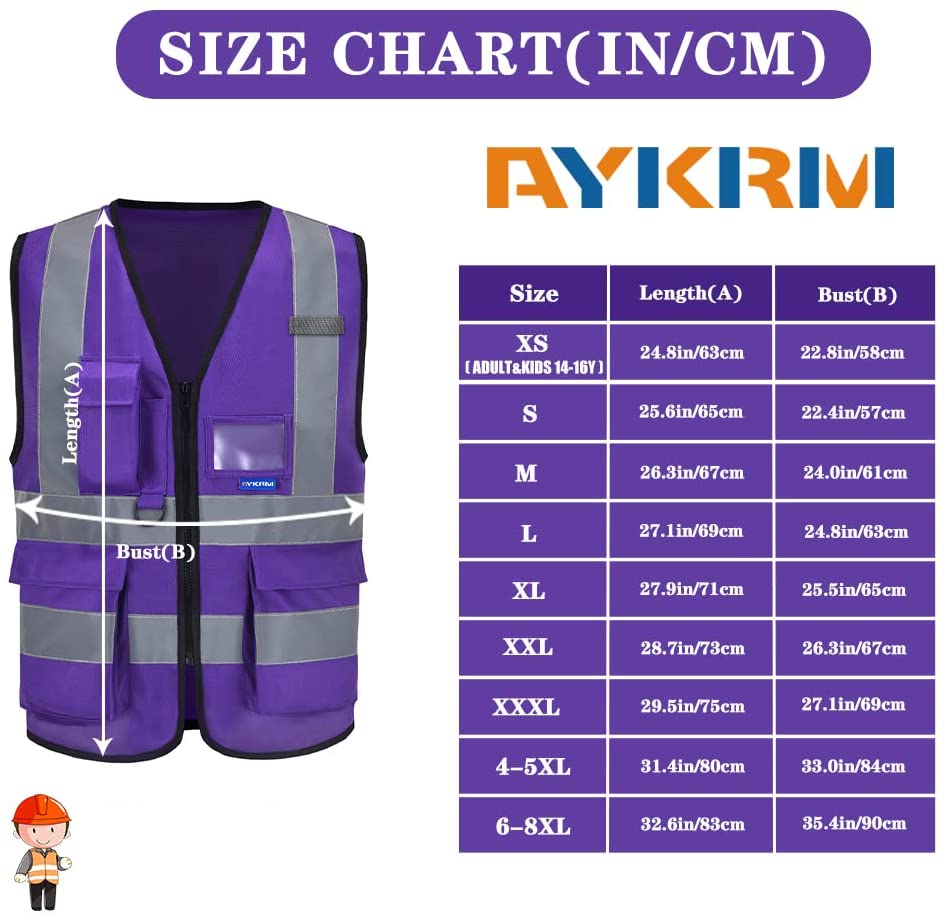 SIZE CHART(IN/CM)
AYKRM
Size Length(A) Bust(B)
XS 24.8in/63cm 22.8in/58cm
( ADULT&KIDS 14-16Y )
S 25.6in/65cm 22.4in/57cm
M 26.3in/67cm 24.0in/61cm
L 27.1in/69cm 24.8in/63cm
XL 27.9in/71cm 25.5in/65cm
XXL 28.7in/73cm 26.3in/67cm
XXXL 29.5in/75cm 27.1in/69cm
4-5XL 31.4in/80cm 33.0in/84cm
6-8XL 32.6in/83cm 35.4in/90cm
Length(A)
AYKRM
Bust(B)